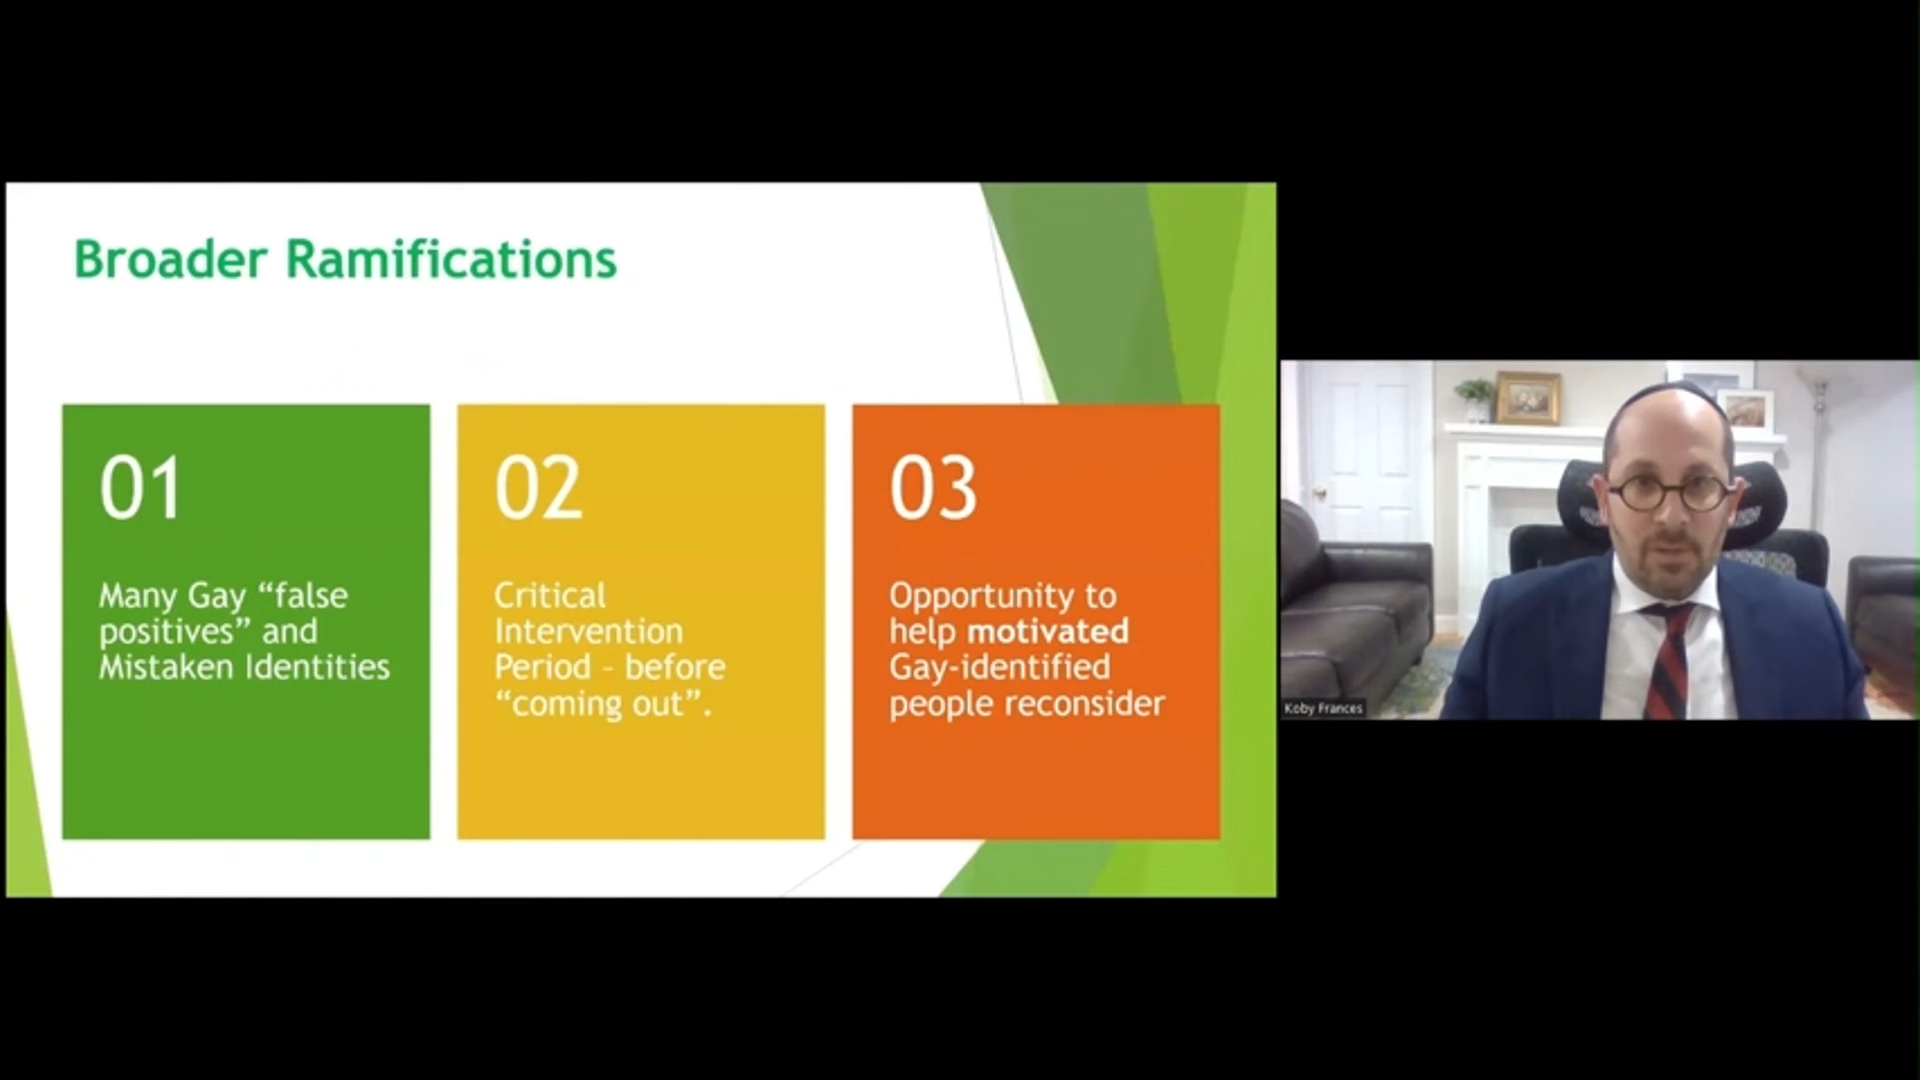 Broader Ramifications
01
Many Gay “false
positives” and
Mistaken Identities
02
Critical
Intervention
Period – before
“coming out”.
03
Opportunity to
help motivated
Gay-identified
people reconsider
Koby Frances